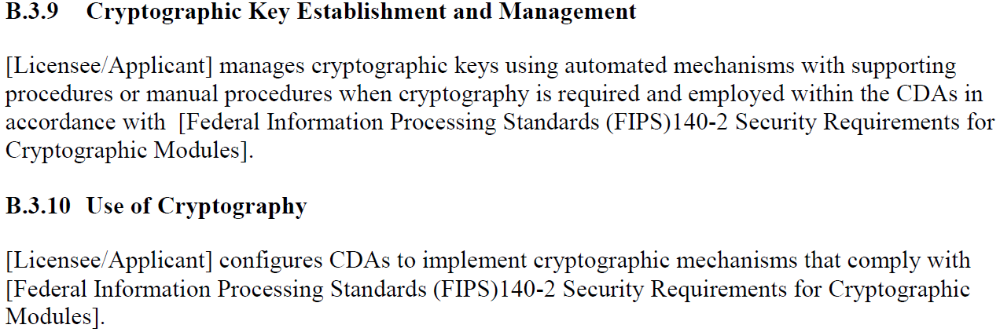 B.3.9 Cryptographic Key Establishment and Management
[Licensee/Applicant] manages cryptographic keys using automated mechanisms with supporting
procedures or manual procedures when cryptography is required and employed within the CDAs in
accordance with [Federal Information Processing Standards (FIPS)140-2 Security Requirements for
Cryptographic Modules].
B.3.10 Use of Cryptography
[Licensee/Applicant] configures CDAs to implement cryptographic mechanisms that comply with
[Federal Information Processing Standards (FIPS)140-2 Security Requirements for Cryptographic
Modules].